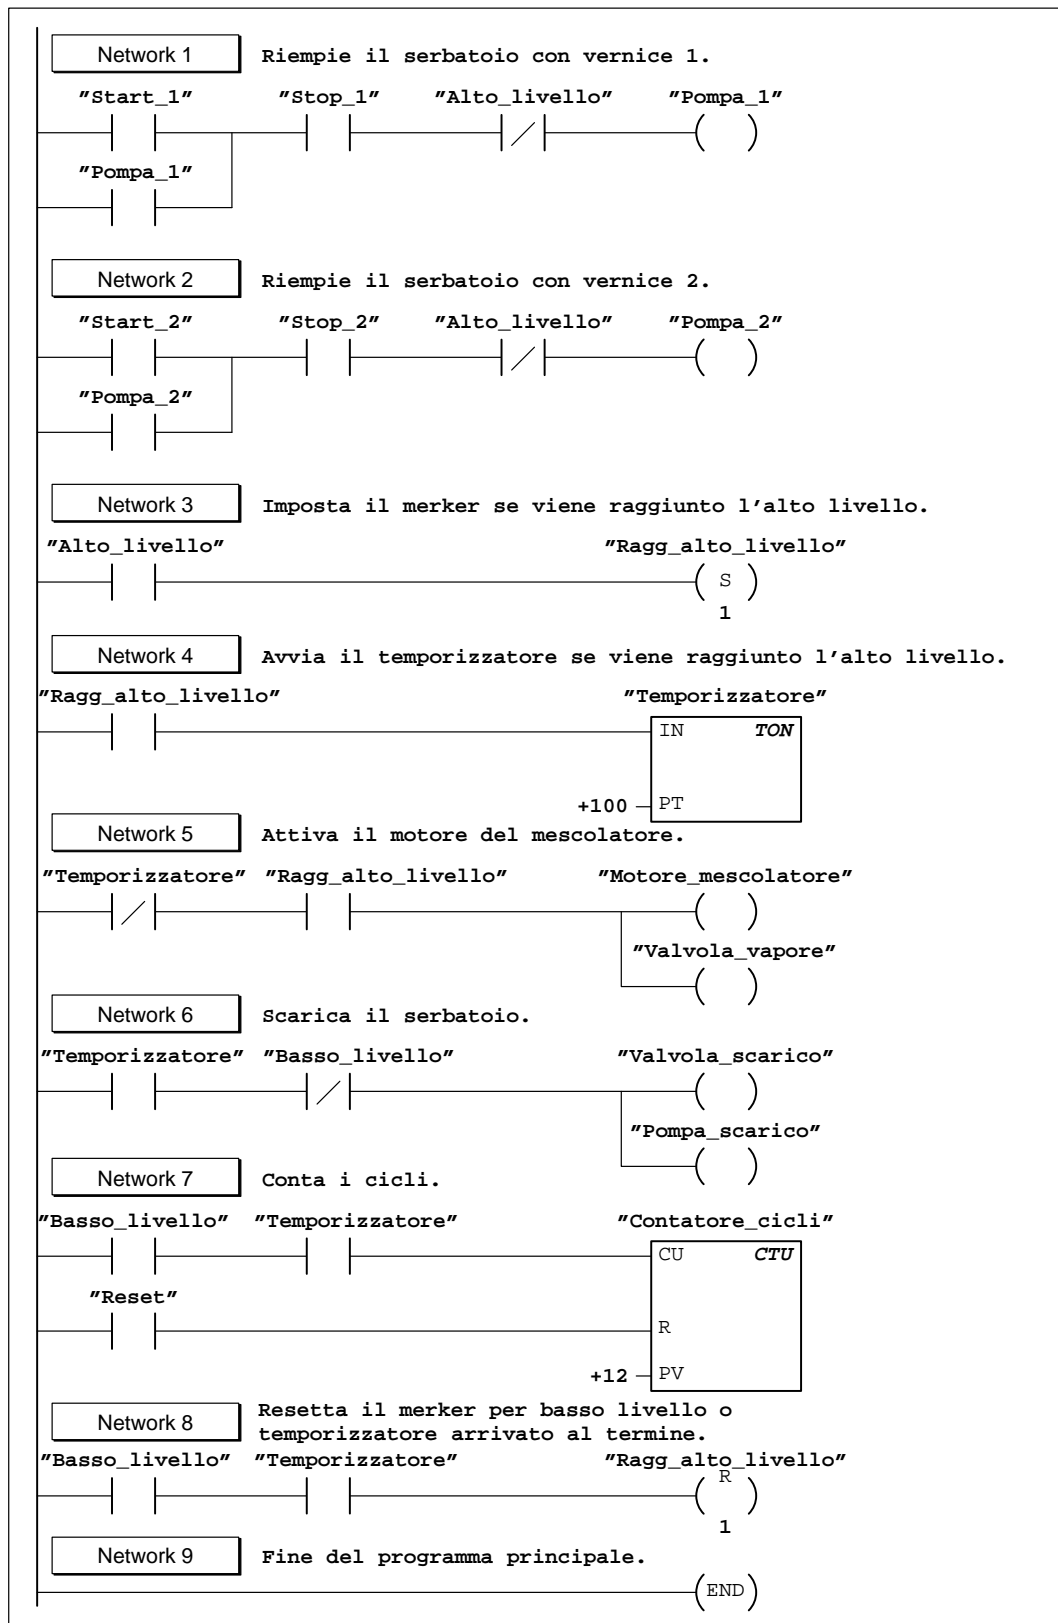 Network 1 Riempie il serbatoio con vernice 1.
"Start_1" "Stop_1" "Alto_livello" "Pompa_1"
"Pompa_1"
Network 2 Riempie il serbatoio con vernice 2.
"Start_2" "Stop_2" "Alto_livello" "Pompa_2"
"Pompa_2"
Network 3 Imposta il merker se viene raggiunto l'alto livello.
"Alto_livello" "Ragg_alto_livello"
S
1
Network 4 Avvia il temporizzatore se viene raggiunto l'alto livello.
"Ragg_alto_livello" "Temporizzatore"
IN TON
+100 PT
Network 5 Attiva il motore del mescolatore.
"Temporizzatore" "Ragg_alto_livello" "Motore_mescolatore"
"Valvola_vapore"
Network 6 Scarica il serbatoio.
"Temporizzatore" "Basso_livello" "Valvola_scarico"
"Pompa_scarico"
Network 7 Conta i cicli.
"Basso_livello" "Temporizzatore" "Contatore_cicli"
CU CTU
"Reset"
R
+12 PV
Network 8 Resetta il merker per basso livello o
temporizzatore arrivato al termine.
"Basso_livello" "Temporizzatore" "Ragg_alto_livello"
R
1
Network 9 Fine del programma principale.
END